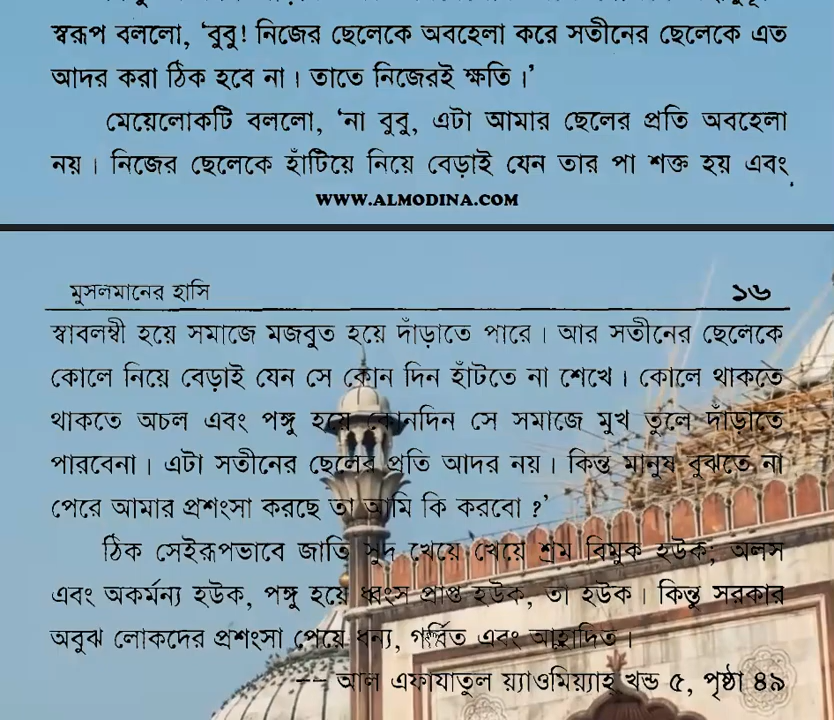 স্বরূপ বললো, ‘বুবু! নিজের ছেলেকে অবহেলা করে সতীনের ছেলেকে এত
আদর করা ঠিক হবে না। তাতে নিজেরই ক্ষতি।’
মেয়েলোকটি বললো, ‘না বুবু, এটা আমার ছেলের প্রতি অবহেলা
নয়। নিজের ছেলেকে হাঁটিয়ে নিয়ে বেড়াই যেন তার পা শক্ত হয় এবং
WWW.ALMODINA.COM
মুসলমানের হাসি ১৬
স্বাবলম্বী হয়ে সমাজে মজবুত হয়ে দাঁড়াতে পারে। আর সতীনের ছেলেকে
কোলে নিয়ে বেড়াই যেন সে কোন দিন হাঁটতে না শেখে। কোলে থাকতে
থাকতে অচল এবং পঙ্গু হয়ে কোনদিন সে সমাজে মুখ তুলে দাঁড়াতে
পারবেনা। এটা সতীনের ছেলের প্রতি আদর নয়। কিন্ত মানুষ বুঝতে না
পেরে আমার প্রশংসা করছে তা আমি কি করবো ?’
ঠিক সেইরূপভাবে জাতি সুদ খেয়ে খেয়ে শ্রম বিমুক হউক; অলস
এবং অকর্মন্য হউক, পঙ্গু হয়ে ধ্বংস প্রাপ্ত হউক, তা হউক। কিন্তু সরকার
অবুঝ লোকদের প্রশংসা পেয়ে ধন্য, গর্বিত এবং আহ্লাদিত।
-- আল এফাযাতুল য়্যাওমিয়্যাহ খন্ড ৫, পৃষ্ঠা ৪৯